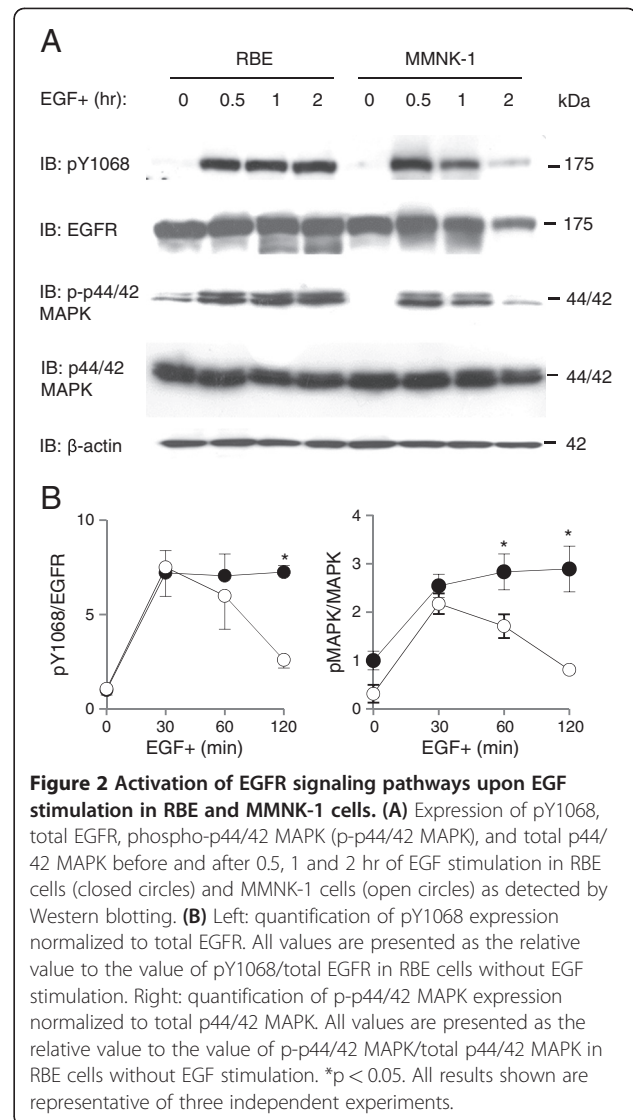 A
RBE MMNK-1
EGF+ (hr): 0 0.5 1 2 0 0.5 1 2 kDa
IB: pY1068 175
IB: EGFR 175
IB: p-p44/42
MAPK 44/42
IB: p44/42
MAPK 44/42
IB: β-actin 42
B
pY1068/EGFR
10
5
0
0 30 60 120
EGF+ (min)
*
pMAPK/MAPK
4
3
2
1
0
0 30 60 120
EGF+ (min)
* *
Figure 2 Activation of EGFR signaling pathways upon EGF
stimulation in RBE and MMNK-1 cells. (A) Expression of pY1068,
total EGFR, phospho-p44/42 MAPK (p-p44/42 MAPK), and total p44/
42 MAPK before and after 0.5, 1 and 2 hr of EGF stimulation in RBE
cells (closed circles) and MMNK-1 cells (open circles) as detected by
Western blotting. (B) Left: quantification of pY1068 expression
normalized to total EGFR. All values are presented as the relative
value to the value of pY1068/total EGFR in RBE cells without EGF
stimulation. Right: quantification of p-p44/42 MAPK expression
normalized to total p44/42 MAPK. All values are presented as the
relative value to the value of p-p44/42 MAPK/total p44/42 MAPK in
RBE cells without EGF stimulation. *p < 0.05. All results shown are
representative of three independent experiments.